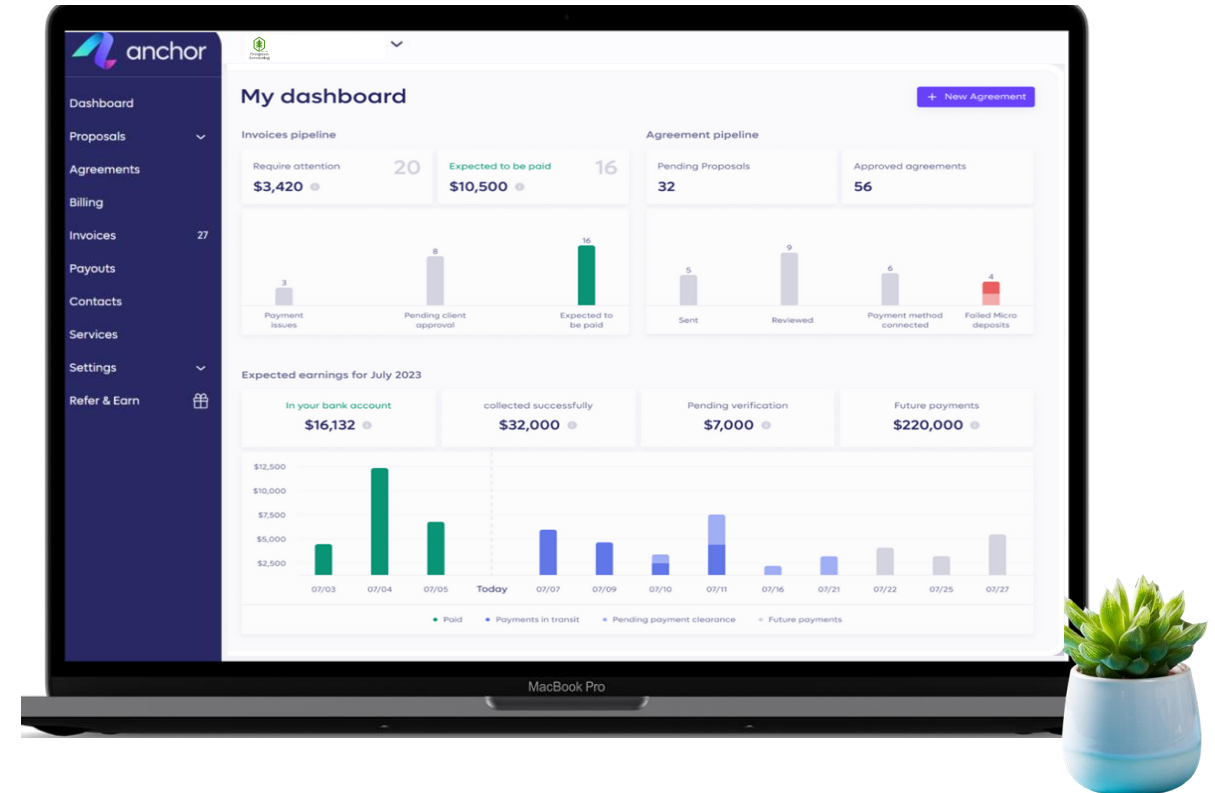 anchor
Dashboard
Proposals
Agreements
Billing
Invoices 27
Payouts
Contacts
Services
Settings
Refer & Earn
My dashboard
+ New Agreement
Invoices pipeline
Require attention 20
$3,420
Expected to be paid 16
$10,500
3
8
16
Payment
issues
Pending client
approval
Expected to
be paid
Agreement pipeline
Pending Proposals
32
Approved agreements
56
5
9
6
4
Sent
Reviewed
Payment method
connected
Failed Micro
deposits
Expected earnings for July 2023
In your bank account
$16,132
collected successfully
$32,000
Pending verification
$7,000
Future payments
$220,000
$12,500
$10,000
$7,500
$5,000
$2,500
07/03 07/04 07/05 Today 07/07 07/09 07/10 07/11 07/16 07/21 07/22 07/25 07/27
Paid Payments in transit Pending payment clearance Future payments
MacBook Pro